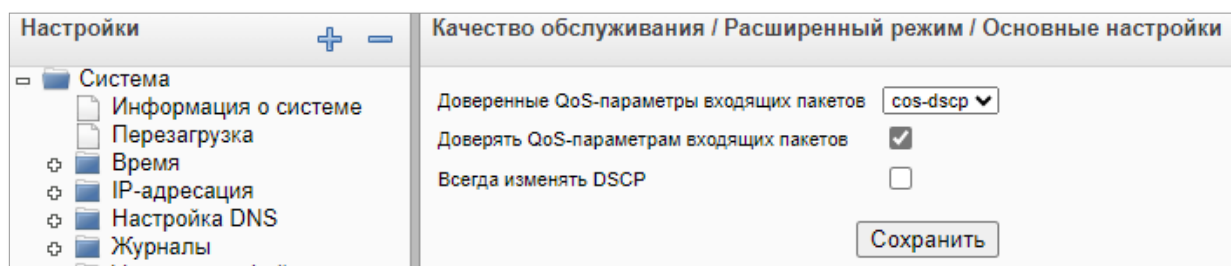 Настройки
Система
Информация о системе
Перезагрузка
Время
IP-адресация
Настройка DNS
Журналы
Качество обслуживания / Расширенный режим / Основные настройки
Доверенные QoS-параметры входящих пакетов cos-dscp
Доверять QoS-параметрам входящих пакетов
Всегда изменять DSCP
Сохранить